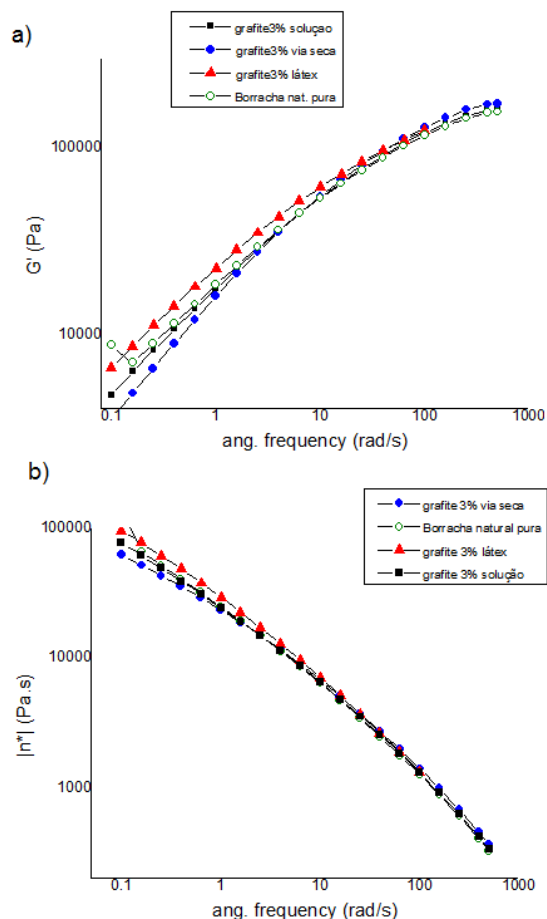 a)
grafite3% soluçao
grafite3% via seca
grafite3% látex
Borracha nat. pura
100000
10000
G' (Pa)
0.1 1 10 100 1000
ang. frequency (rad/s)
b)
grafite 3% via seca
Borracha natural pura
grafite 3% látex
grafite 3% solução
100000
10000
1000
|n*| (Pa.s)
0.1 1 10 100 1000
ang. frequency (rad/s)